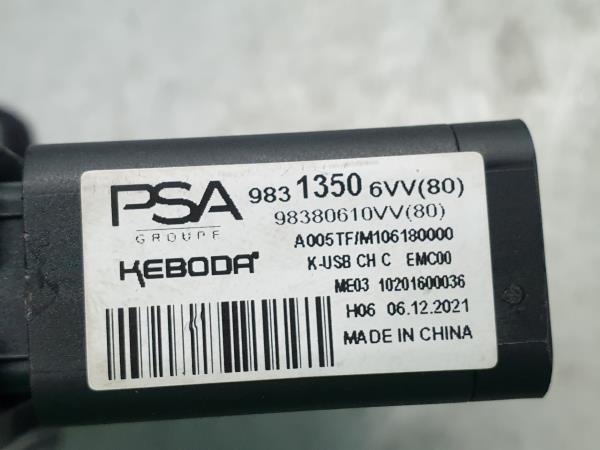 PSA 9831350 6VV(80)
GROUPE 98380610VV(80)
A005TF/M106180000
KEBODA K-USB CH C EMC00
ME03 10201600036
H06 06.12.2021
MADE IN CHINA